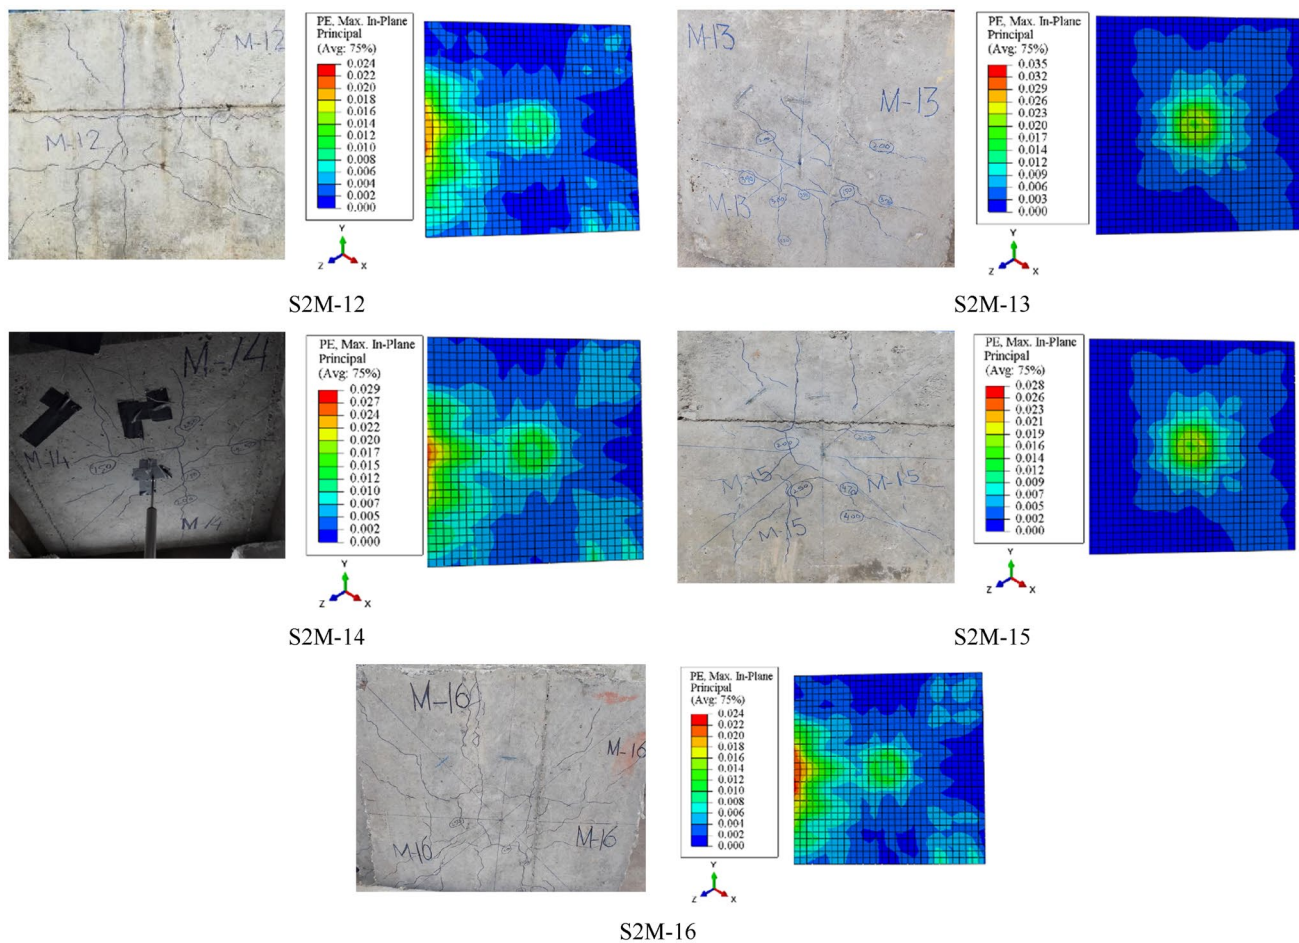 M-12
M-12
PE, Max. In-Plane
Principal
(Avg: 75%)
0.024
0.022
0.020
0.018
0.016
0.014
0.012
0.010
0.008
0.006
0.004
0.002
0.000
Y
Z
X
S2M-12
M-13
M-13
200
M-13
PE, Max. In-Plane
Principal
(Avg: 75%)
0.035
0.032
0.029
0.026
0.023
0.020
0.017
0.014
0.012
0.009
0.006
0.003
0.000
Y
Z
X
S2M-13
M-14
M-14
150
M-14
PE, Max. In-Plane
Principal
(Avg: 75%)
0.029
0.027
0.024
0.022
0.020
0.017
0.015
0.012
0.010
0.007
0.005
0.002
0.000
Y
Z
X
S2M-14
200
M-15
M-15
400
M-15
PE, Max. In-Plane
Principal
(Avg: 75%)
0.028
0.026
0.023
0.021
0.019
0.016
0.014
0.012
0.009
0.007
0.005
0.002
0.000
Y
Z
X
S2M-15
M-16
M-16
M-16
M-16
PE, Max. In-Plane
Principal
(Avg: 75%)
0.024
0.022
0.020
0.018
0.016
0.014
0.012
0.010
0.008
0.006
0.004
0.002
0.000
Y
Z
X
S2M-16